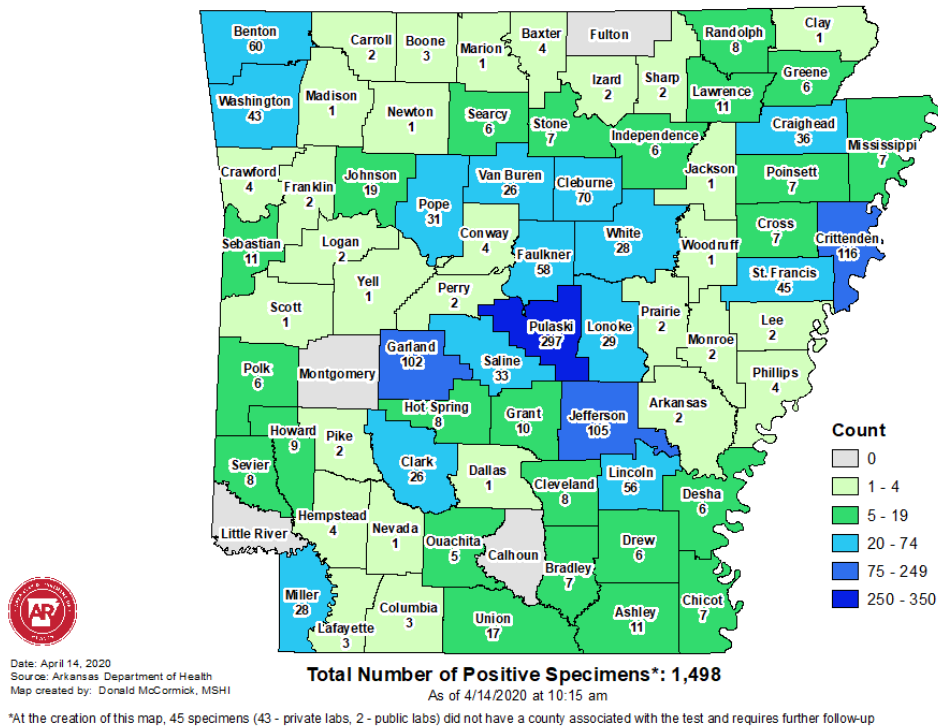 Benton
60
Carroll
2
Boone
3
Marion
1
Baxter
4
Fulton
Randolph
8
Clay
1
Washington
43
Madison
1
Newton
1
Searcy
6
Stone
7
Izard
2
Sharp
2
Lawrence
11
Greene
6
Independence
6
Craighead
36
Mississippi
7
Crawford
4
Franklin
2
Johnson
19
Pope
31
Van Buren
26
Cleburne
70
Jackson
1
Poinsett
7
Sebastian
11
Logan
2
Conway
4
Faulkner
58
White
28
Woodruff
1
Cross
7
Crittenden
116
St. Francis
45
Scott
1
Yell
1
Perry
2
Pulaski
297
Lonoke
29
Prairie
2
Monroe
2
Lee
2
Phillips
4
Polk
6
Montgomery
Garland
102
Saline
33
Hot Spring
8
Grant
10
Jefferson
105
Arkansas
2
Howard
9
Pike
2
Sevier
8
Clark
26
Dallas
1
Cleveland
8
Lincoln
56
Desha
6
Little River
Hempstead
4
Nevada
1
Ouachita
5
Calhoun
Bradley
7
Drew
6
Miller
28
Lafayette
3
Columbia
3
Union
17
Ashley
11
Chicot
7
Count
0
1 - 4
5 - 19
20 - 74
75 - 249
250 - 350
AR
Date: April 14, 2020
Source: Arkansas Department of Health
Map created by: Donald McCormick, MSHI
Total Number of Positive Specimens*: 1,498
As of 4/14/2020 at 10:15 am
*At the creation of this map, 45 specimens (43 - private labs, 2 - public labs) did not have a county associated with the test and requires further follow-up